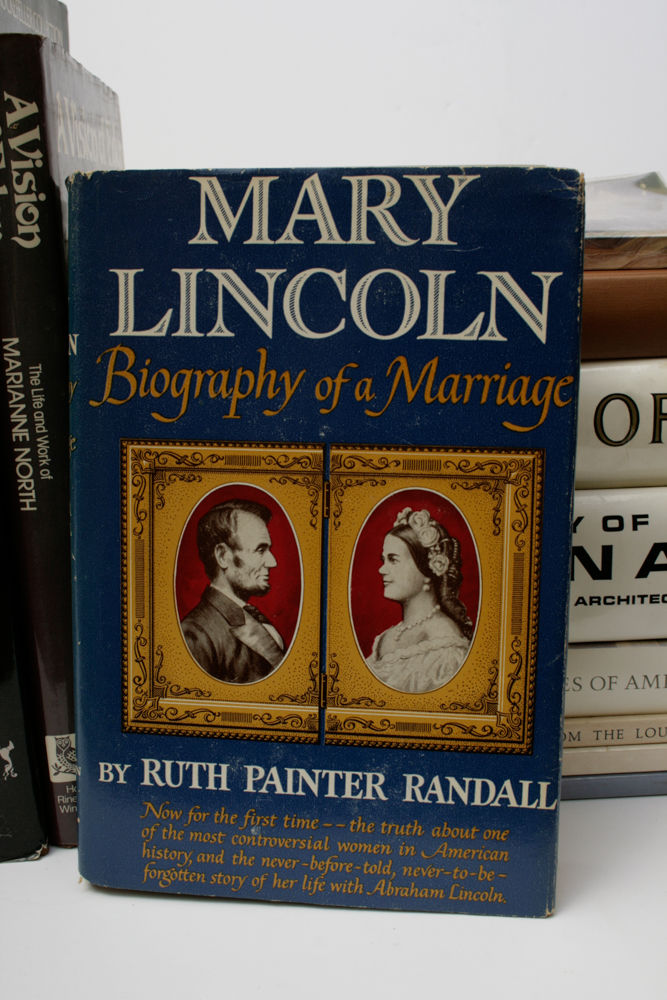 MARY
LINCOLN
Biography of a Marriage
BY RUTH PAINTER RANDALL
Now for the first time -- the truth about one
of the most controversial women in American
history, and the never-before-told, never-to-be-
forgotten story of her life with Abraham Lincoln.
A Vision
The Life and Work of
MARIANNE NORTH
OF
Y OF
NA
ARCHITEC
ES OF AM
OM THE LOU